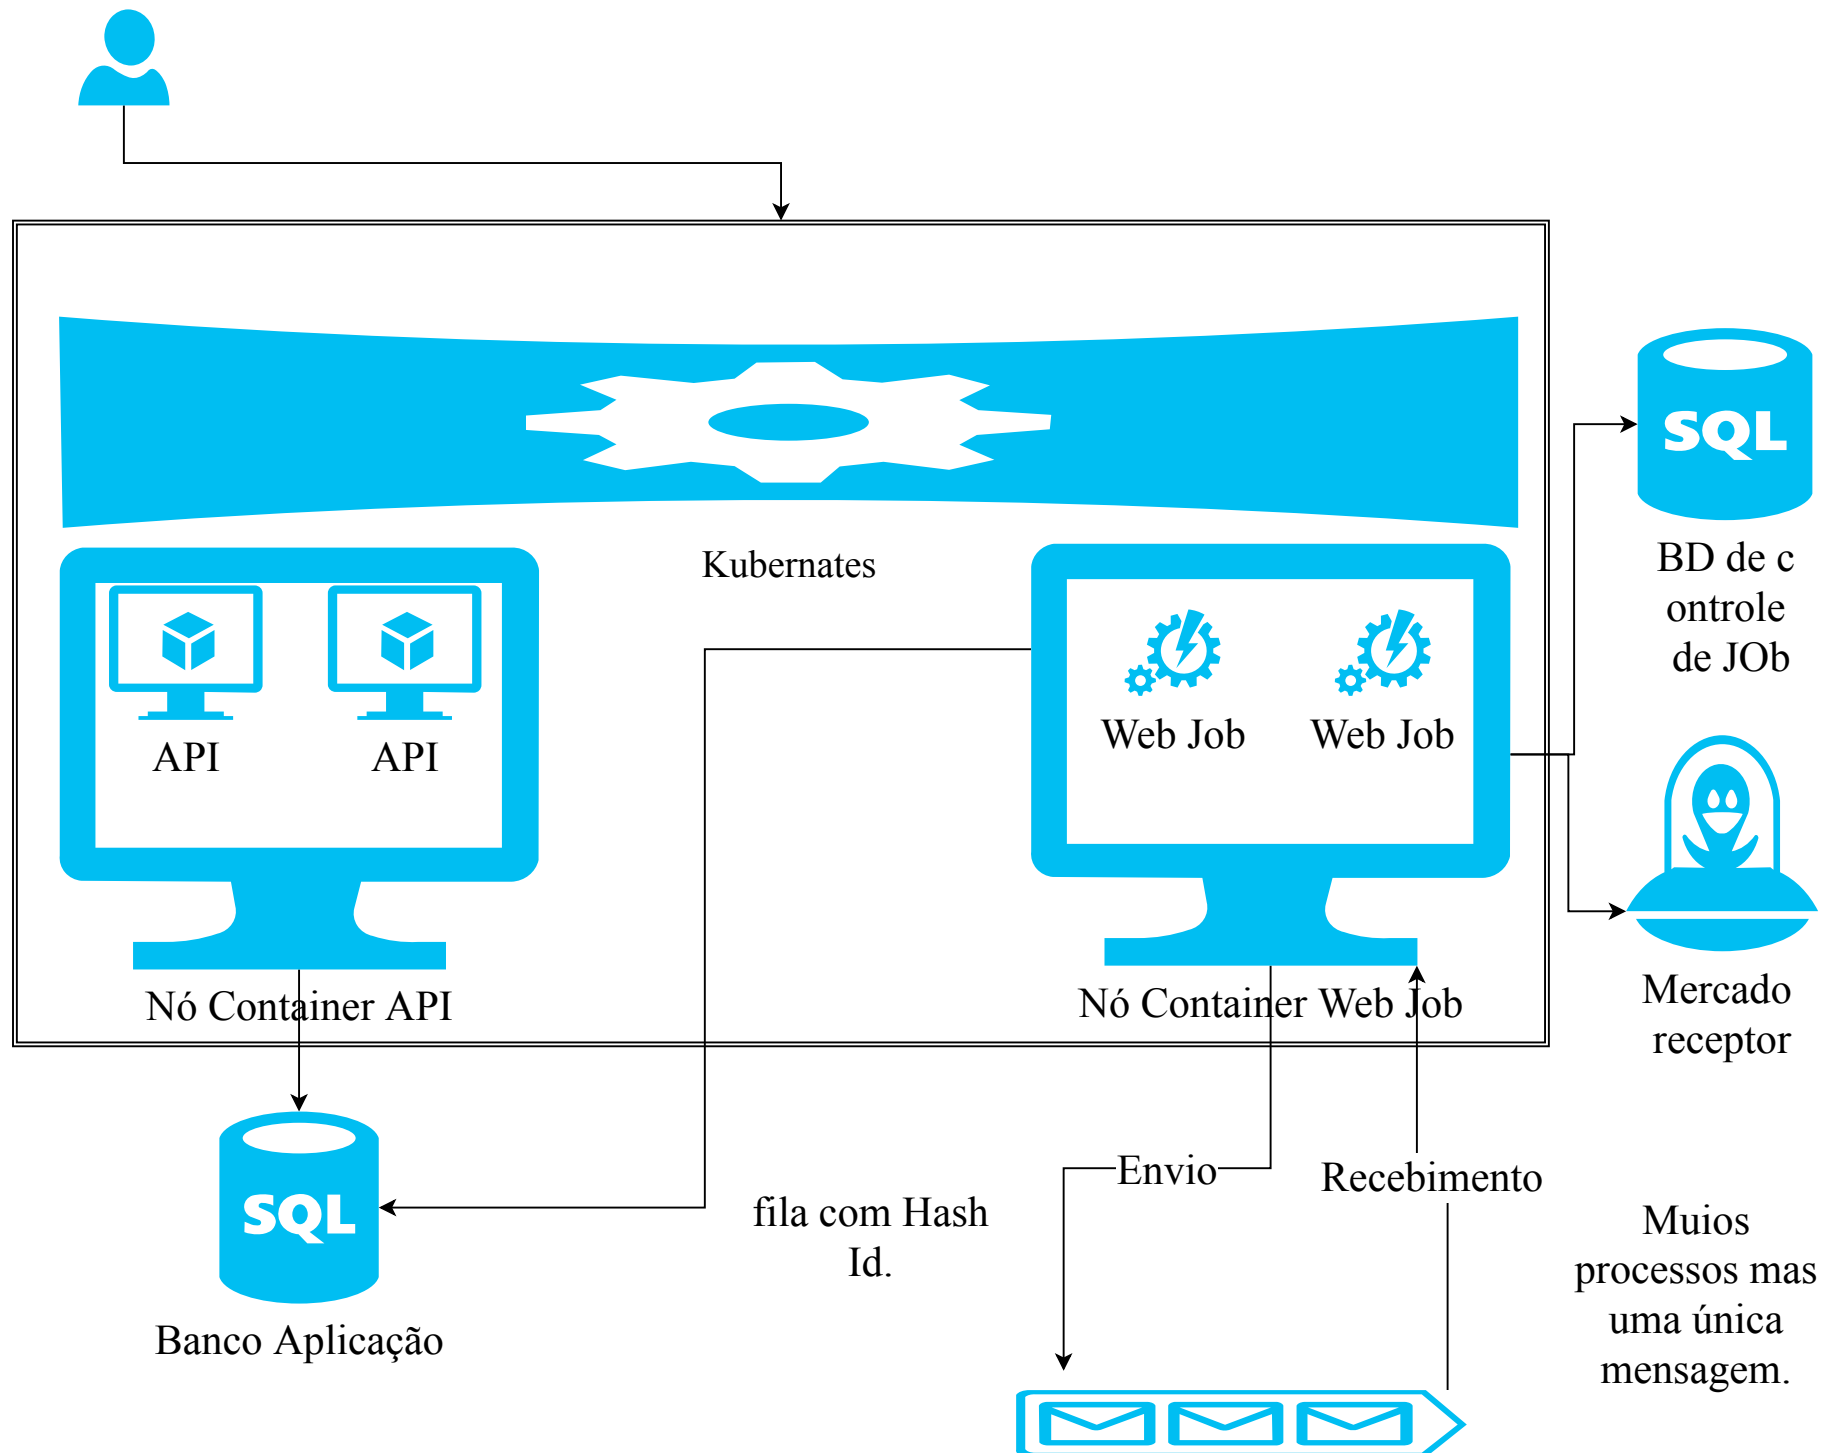 Kubernates
SQL
BD de c
ontrole
de JOb
API
API
Web Job
Web Job
Nó Container API
Nó Container Web Job
Mercado
receptor
SQL
Banco Aplicação
fila com Hash
Id.
Envio
Recebimento
Muios
processos mas
uma única
mensagem.